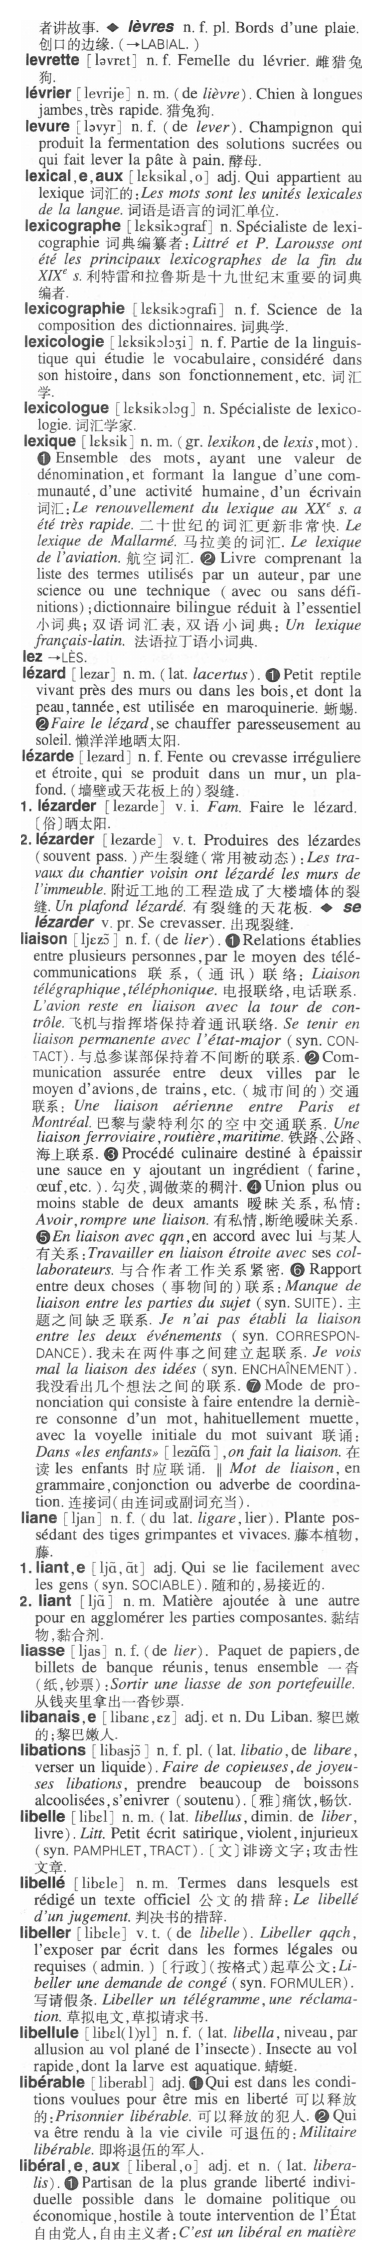 者讲故事. ◆ lèvres n. f. pl. Bords d'une plaie.
创口的边缘. (→LABIAL. )
levrette [ləvrɛt] n. f. Femelle du lévrier. 雌猎兔
狗.
lévrier [levrije] n. m. (de lièvre). Chien à longues
jambes, très rapide. 猎兔狗.
levure [ləvyr] n. f. (de lever). Champignon qui
produit la fermentation des solutions sucrées ou
qui fait lever la pâte à pain. 酵母.
lexical, e, aux [lɛksikal, o] adj. Qui appartient au
lexique 词汇的: Les mots sont les unités lexicales
de la langue. 词语是语言的词汇单位.
lexicographe [lɛksikɔgraf] n. Spécialiste de lexi-
cographie 词典编纂者: Littré et P. Larousse ont
été les principaux lexicographes de la fin du
XIXe s. 利特雷和拉鲁斯是十九世纪末重要的词典
编者.
lexicographie [lɛksikɔgrafi] n. f. Science de la
composition des dictionnaires. 词典学.
lexicologie [lɛksikɔlɔʒi] n. f. Partie de la linguis-
tique qui étudie le vocabulaire, considéré dans
son histoire, dans son fonctionnement, etc. 词汇
学.
lexicologue [lɛksikɔlɔg] n. Spécialiste de lexico-
logie. 词汇学家.
lexique [lɛksik] n. m. (gr. lexikon, de lexis, mot).
❶ Ensemble des mots, ayant une valeur de
dénomination, et formant la langue d'une com-
munauté, d'une activité humaine, d'un écrivain
词汇: Le renouvellement du lexique au XXe s. a
été très rapide. 二十世纪的词汇更新非常快. Le
lexique de Mallarmé. 马拉美的词汇. Le lexique
de l'aviation. 航空词汇. ❷ Livre comprenant la
liste des termes utilisés par un auteur, par une
science ou une technique (avec ou sans défi-
nitions); dictionnaire bilingue réduit à l'essentiel
小词典; 双语词汇表, 双语小词典: Un lexique
français-latin. 法语拉丁语小词典.
lez →LÈS.
lézard [lezar] n. m. (lat. lacertus). ❶ Petit reptile
vivant près des murs ou dans les bois, et dont la
peau, tannée, est utilisée en maroquinerie. 蜥蜴.
❷ Faire le lézard, se chauffer paresseusement au
soleil. 懒洋洋地晒太阳.
lézarde [lezard] n. f. Fente ou crevasse irrégulière
et étroite, qui se produit dans un mur, un pla-
fond. (墙壁或天花板上的)裂缝.
1. lézarder [lezarde] v. i. Fam. Faire le lézard.
〔俗〕晒太阳.
2. lézarder [lezarde] v. t. Produires des lézardes
(souvent pass. )产生裂缝(常用被动态): Les tra-
vaux du chantier voisin ont lézardé les murs de
l'immeuble. 附近工地的工程造成了大楼墙体的裂
缝. Un plafond lézardé. 有裂缝的天花板. ◆ se
lézarder v. pr. Se crevasser. 出现裂缝.
liaison [ljɛzɔ̃] n. f. (de lier). ❶ Relations établies
entre plusieurs personnes, par le moyen des télé-
communications 联系, (通讯) 联络: Liaison
télégraphique, téléphonique. 电报联络, 电话联系.
L'avion reste en liaison avec la tour de con-
trôle. 飞机与指挥塔保持着通讯联络. Se tenir en
liaison permanente avec l'état-major (syn. CON-
TACT). 与总参谋部保持着不间断的联系. ❷ Com-
munication assurée entre deux villes par le
moyen d'avions, de trains, etc. (城市间的)交通
联系: Une liaison aérienne entre Paris et
Montréal. 巴黎与蒙特利尔的空中交通联系. Une
liaison ferroviaire, routière, maritime. 铁路、公路、
海上联系. ❸ Procédé culinaire destiné à épaissir
une sauce en y ajoutant un ingrédient (farine,
œuf, etc. ). 勾芡, 调做菜的稠汁. ❹ Union plus ou
moins stable de deux amants 暧昧关系, 私情:
Avoir, rompre une liaison. 有私情, 断绝暧昧关系.
❺ En liaison avec qqn, en accord avec lui 与某人
有关系: Travailler en liaison étroite avec ses col-
laborateurs. 与合作者工作关系紧密. ❻ Rapport
entre deux choses (事物间的)联系: Manque de
liaison entre les parties du sujet (syn. SUITE). 主
题之间缺乏联系. Je n'ai pas établi la liaison
entre les deux événements (syn. CORRESPON-
DANCE). 我未在两件事之间建立起联系. Je vois
mal la liaison des idées (syn. ENCHAÎNEMENT).
我没看出几个想法之间的联系. ❼ Mode de pro-
nonciation qui consiste à faire entendre la derniè-
re consonne d'un mot, hahituellement muette,
avec la voyelle initiale du mot suivant 联诵:
Dans «les enfants» [lezɑ̃fɑ̃], on fait la liaison. 在
读 les enfants 时应联诵. ‖ Mot de liaison, en
grammaire, conjonction ou adverbe de coordina-
tion. 连接词(由连词或副词充当).
liane [ljan] n. f. (du lat. ligare, lier). Plante pos-
sédant des tiges grimpantes et vivaces. 藤本植物,
藤.
1. liant, e [ljɑ̃, ɑ̃t] adj. Qui se lie facilement avec
les gens (syn. SOCIABLE). 随和的, 易接近的.
2. liant [ljɑ̃] n. m. Matière ajoutée à une autre
pour en agglomérer les parties composantes. 黏结
物, 黏合剂.
liasse [ljas] n. f. (de lier). Paquet de papiers, de
billets de banque réunis, tenus ensemble 一沓
(纸, 钞票): Sortir une liasse de son portefeuille.
从钱夹里拿出一沓钞票.
libanais, e [libanɛ, ɛz] adj. et n. Du Liban. 黎巴嫩
的; 黎巴嫩人.
libations [libasjɔ̃] n. f. pl. (lat. libatio, de libare,
verser un liquide). Faire de copieuses, de joyeu-
ses libations, prendre beaucoup de boissons
alcoolisées, s'enivrer (soutenu). 〔雅〕痛饮, 畅饮.
libelle [libɛl] n. m. (lat. libellus, dimin. de liber,
livre). Litt. Petit écrit satirique, violent, injurieux
(syn. PAMPHLET, TRACT). 〔文〕诽谤文字; 攻击性
文章.
libellé [libɛle] n. m. Termes dans lesquels est
rédigé un texte officiel 公文的措辞: Le libellé
d'un jugement. 判决书的措辞.
libeller [libɛle] v. t. (de libelle). Libeller qqch,
l'exposer par écrit dans les formes légales ou
requises (admin. ) 〔行政〕(按格式)起草公文: Li-
beller une demande de congé (syn. FORMULER).
写请假条. Libeller un télégramme, une réclama-
tion. 草拟电文, 草拟请求书.
libellule [libɛl(l)yl] n. f. (lat. libella, niveau, par
allusion au vol plané de l'insecte). Insecte au vol
rapide, dont la larve est aquatique. 蜻蜓.
libérable [liberabl] adj. ❶ Qui est dans les condi-
tions voulues pour être mis en liberté 可以释放
的: Prisonnier libérable. 可以释放的犯人. ❷ Qui
va être rendu à la vie civile 可退伍的: Militaire
libérable. 即将退伍的军人.
libéral, e, aux [liberal, o] adj. et n. (lat. libera-
lis). ❶ Partisan de la plus grande liberté indivi-
duelle possible dans le domaine politique ou
économique, hostile à toute intervention de l'État
自由党人, 自由主义者: C'est un libéral en matière